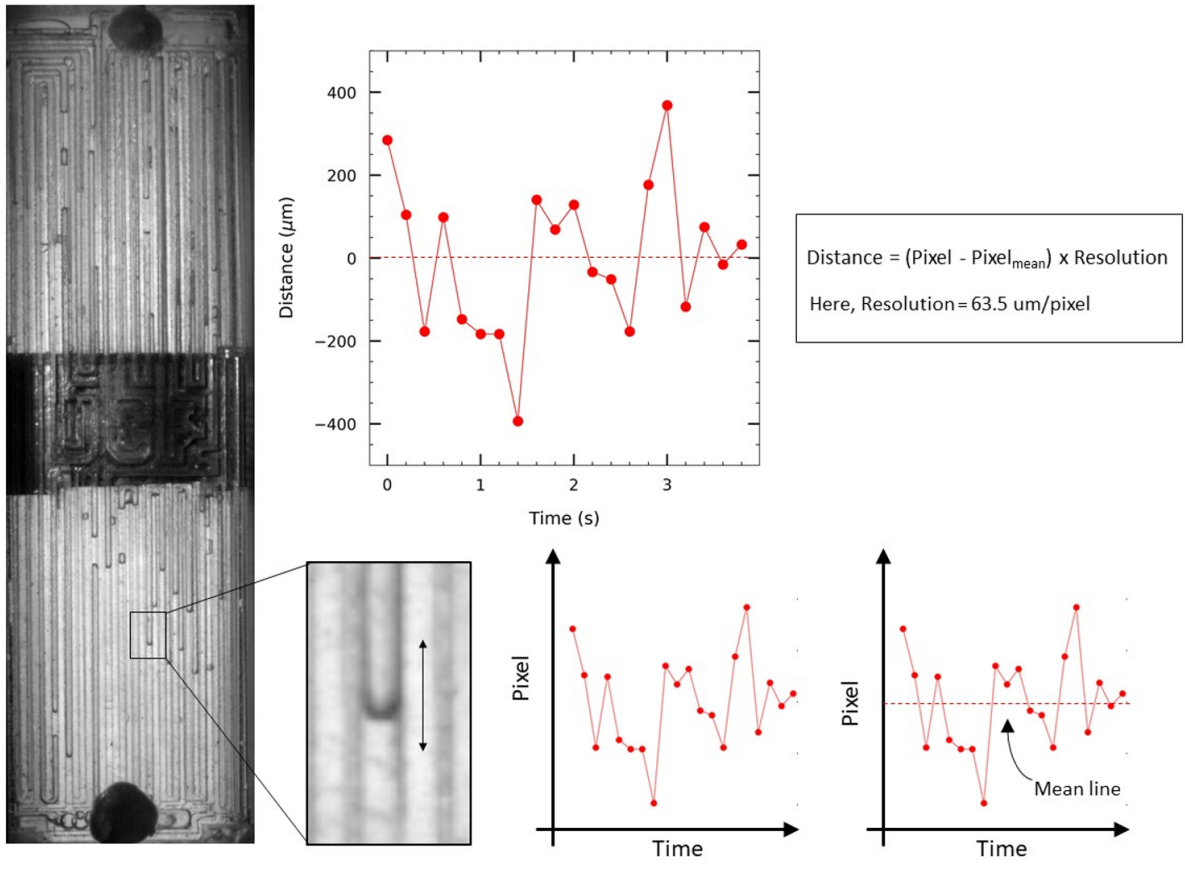 400
200
0
−200
−400
Distance (μm)
0
1
2
3
Time (s)
Distance = (Pixel - Pixelmean) x Resolution
Here, Resolution = 63.5 um/pixel
Pixel
Time
Pixel
Mean line
Time